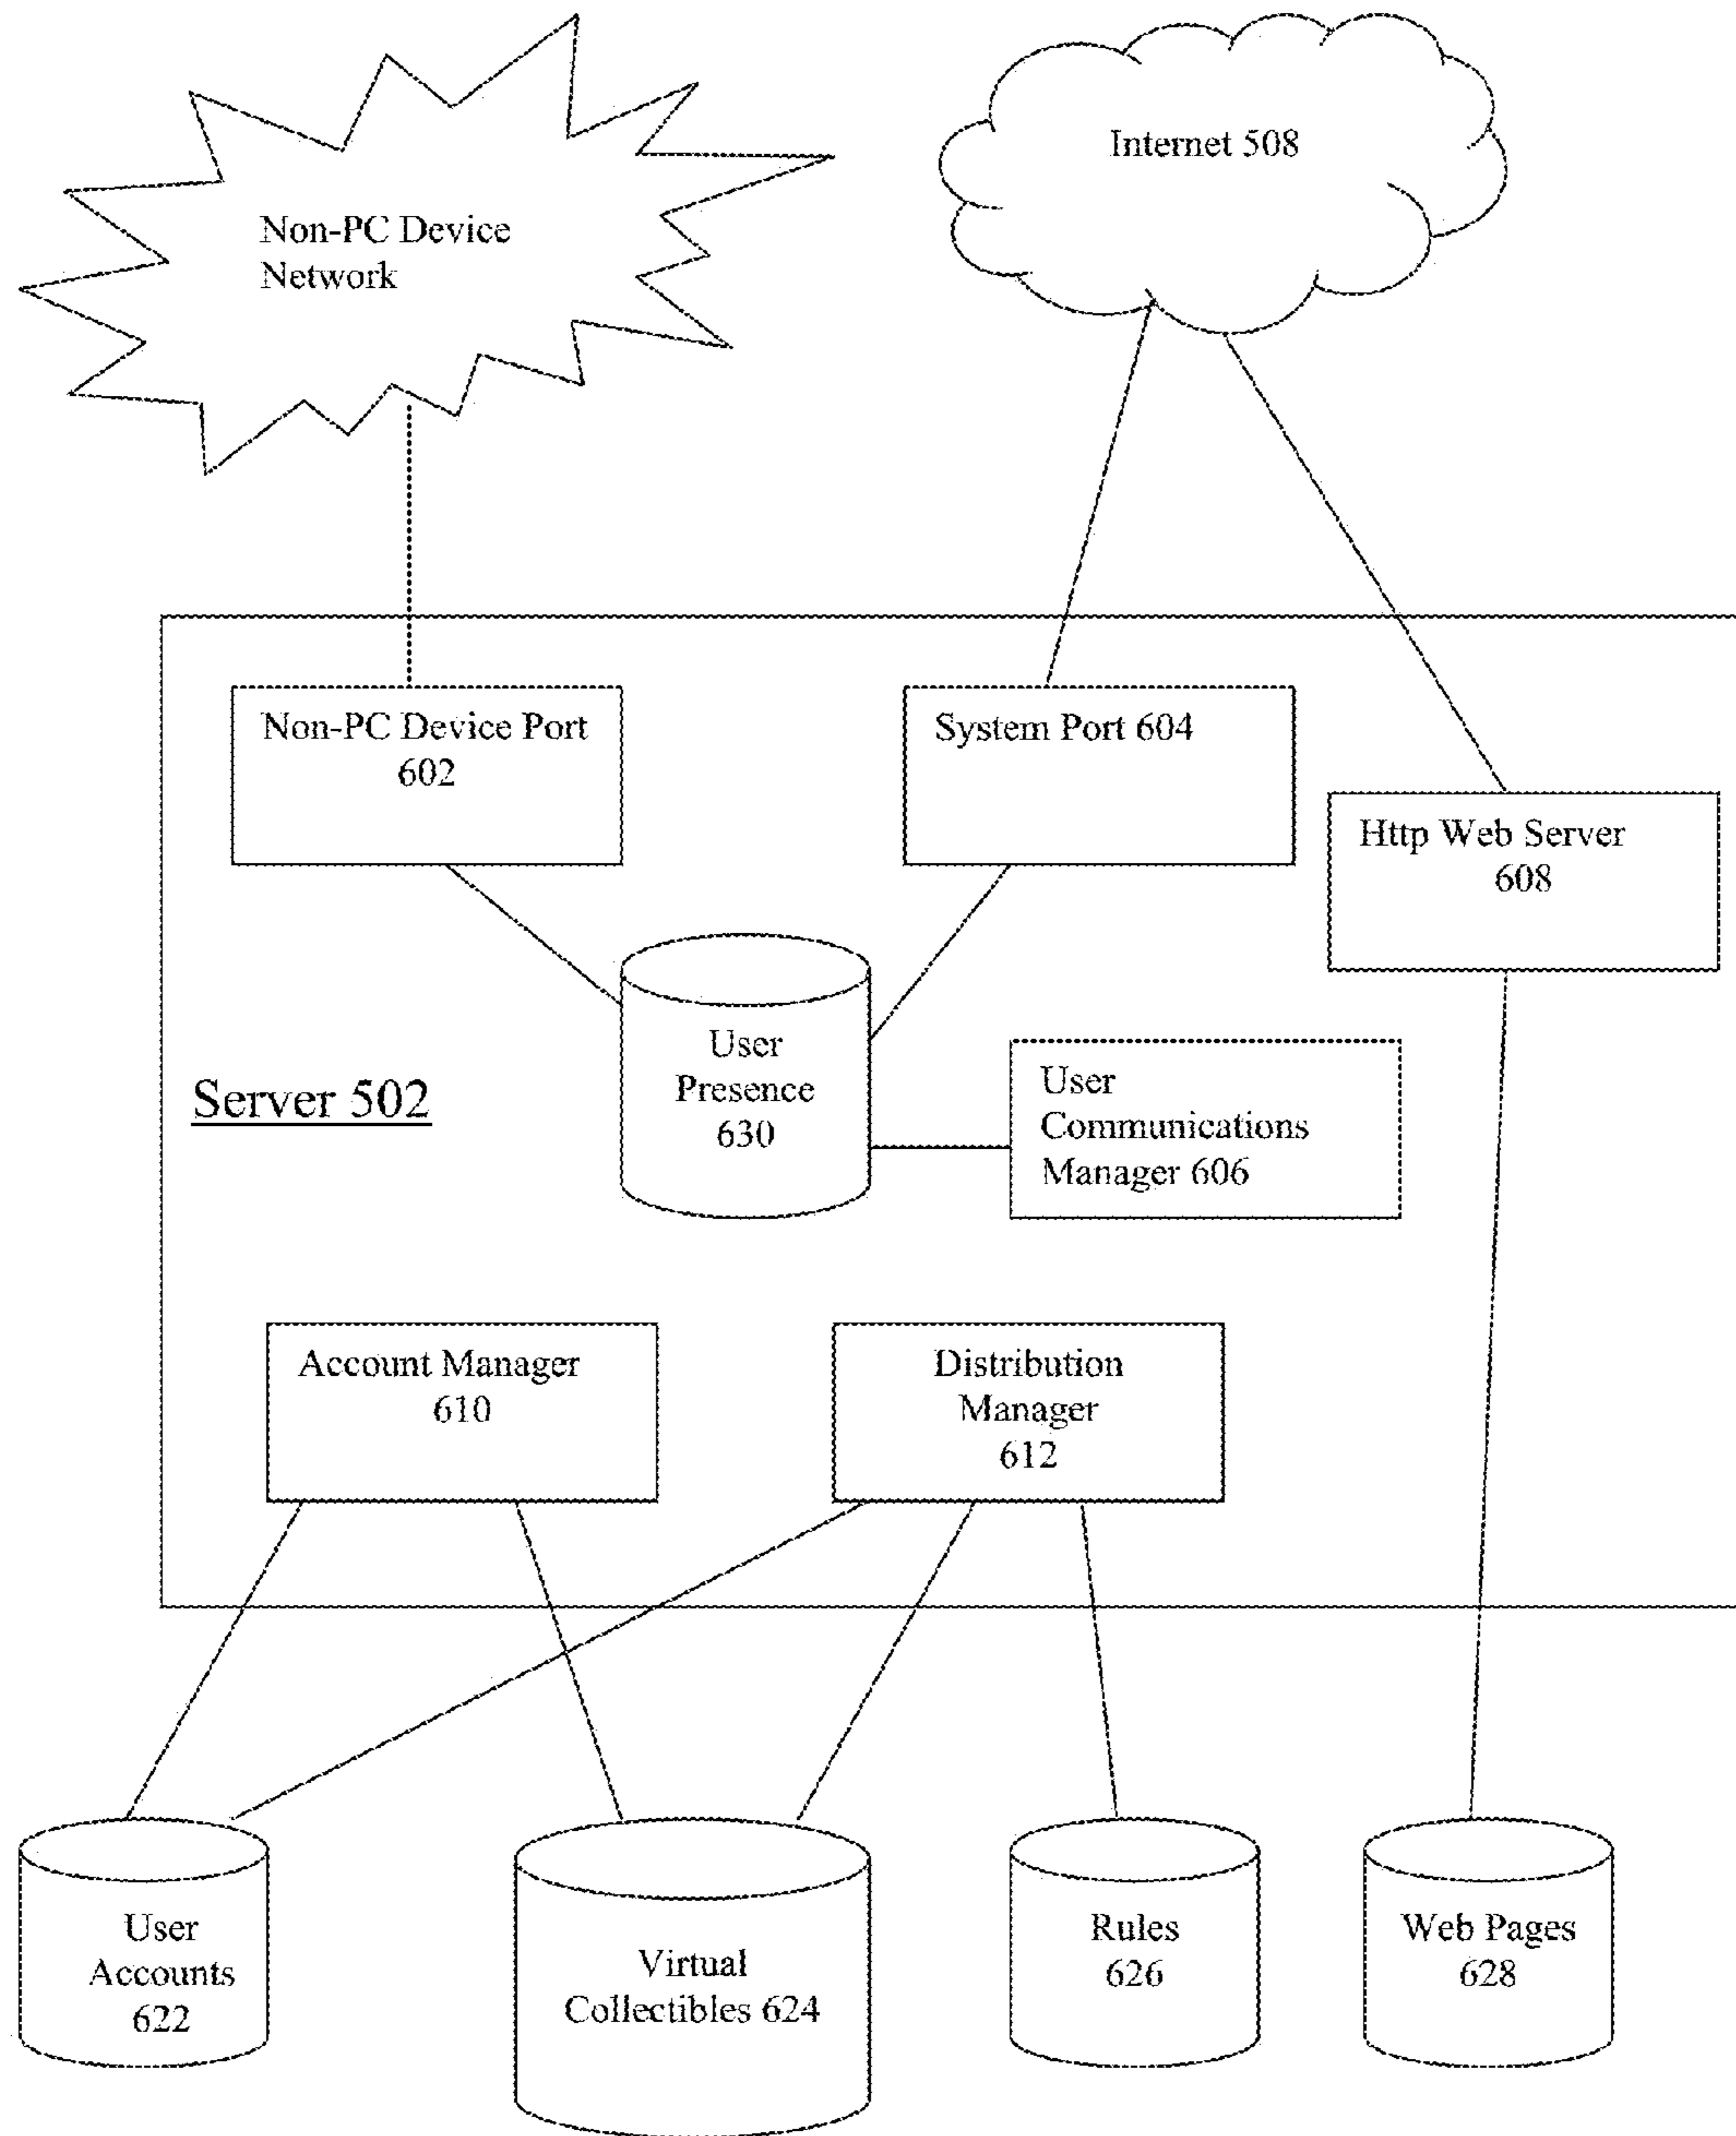 Internet 508
Non-PC Device
Network
Non-PC Device Port
602
System Port 604
Http Web Server
608
User
Presence
630
Server 502
User
Communications
Manager 606
Account Manager
610
Distribution
Manager
612
User
Accounts
622
Virtual
Collectibles 624
Rules
626
Web Pages
628